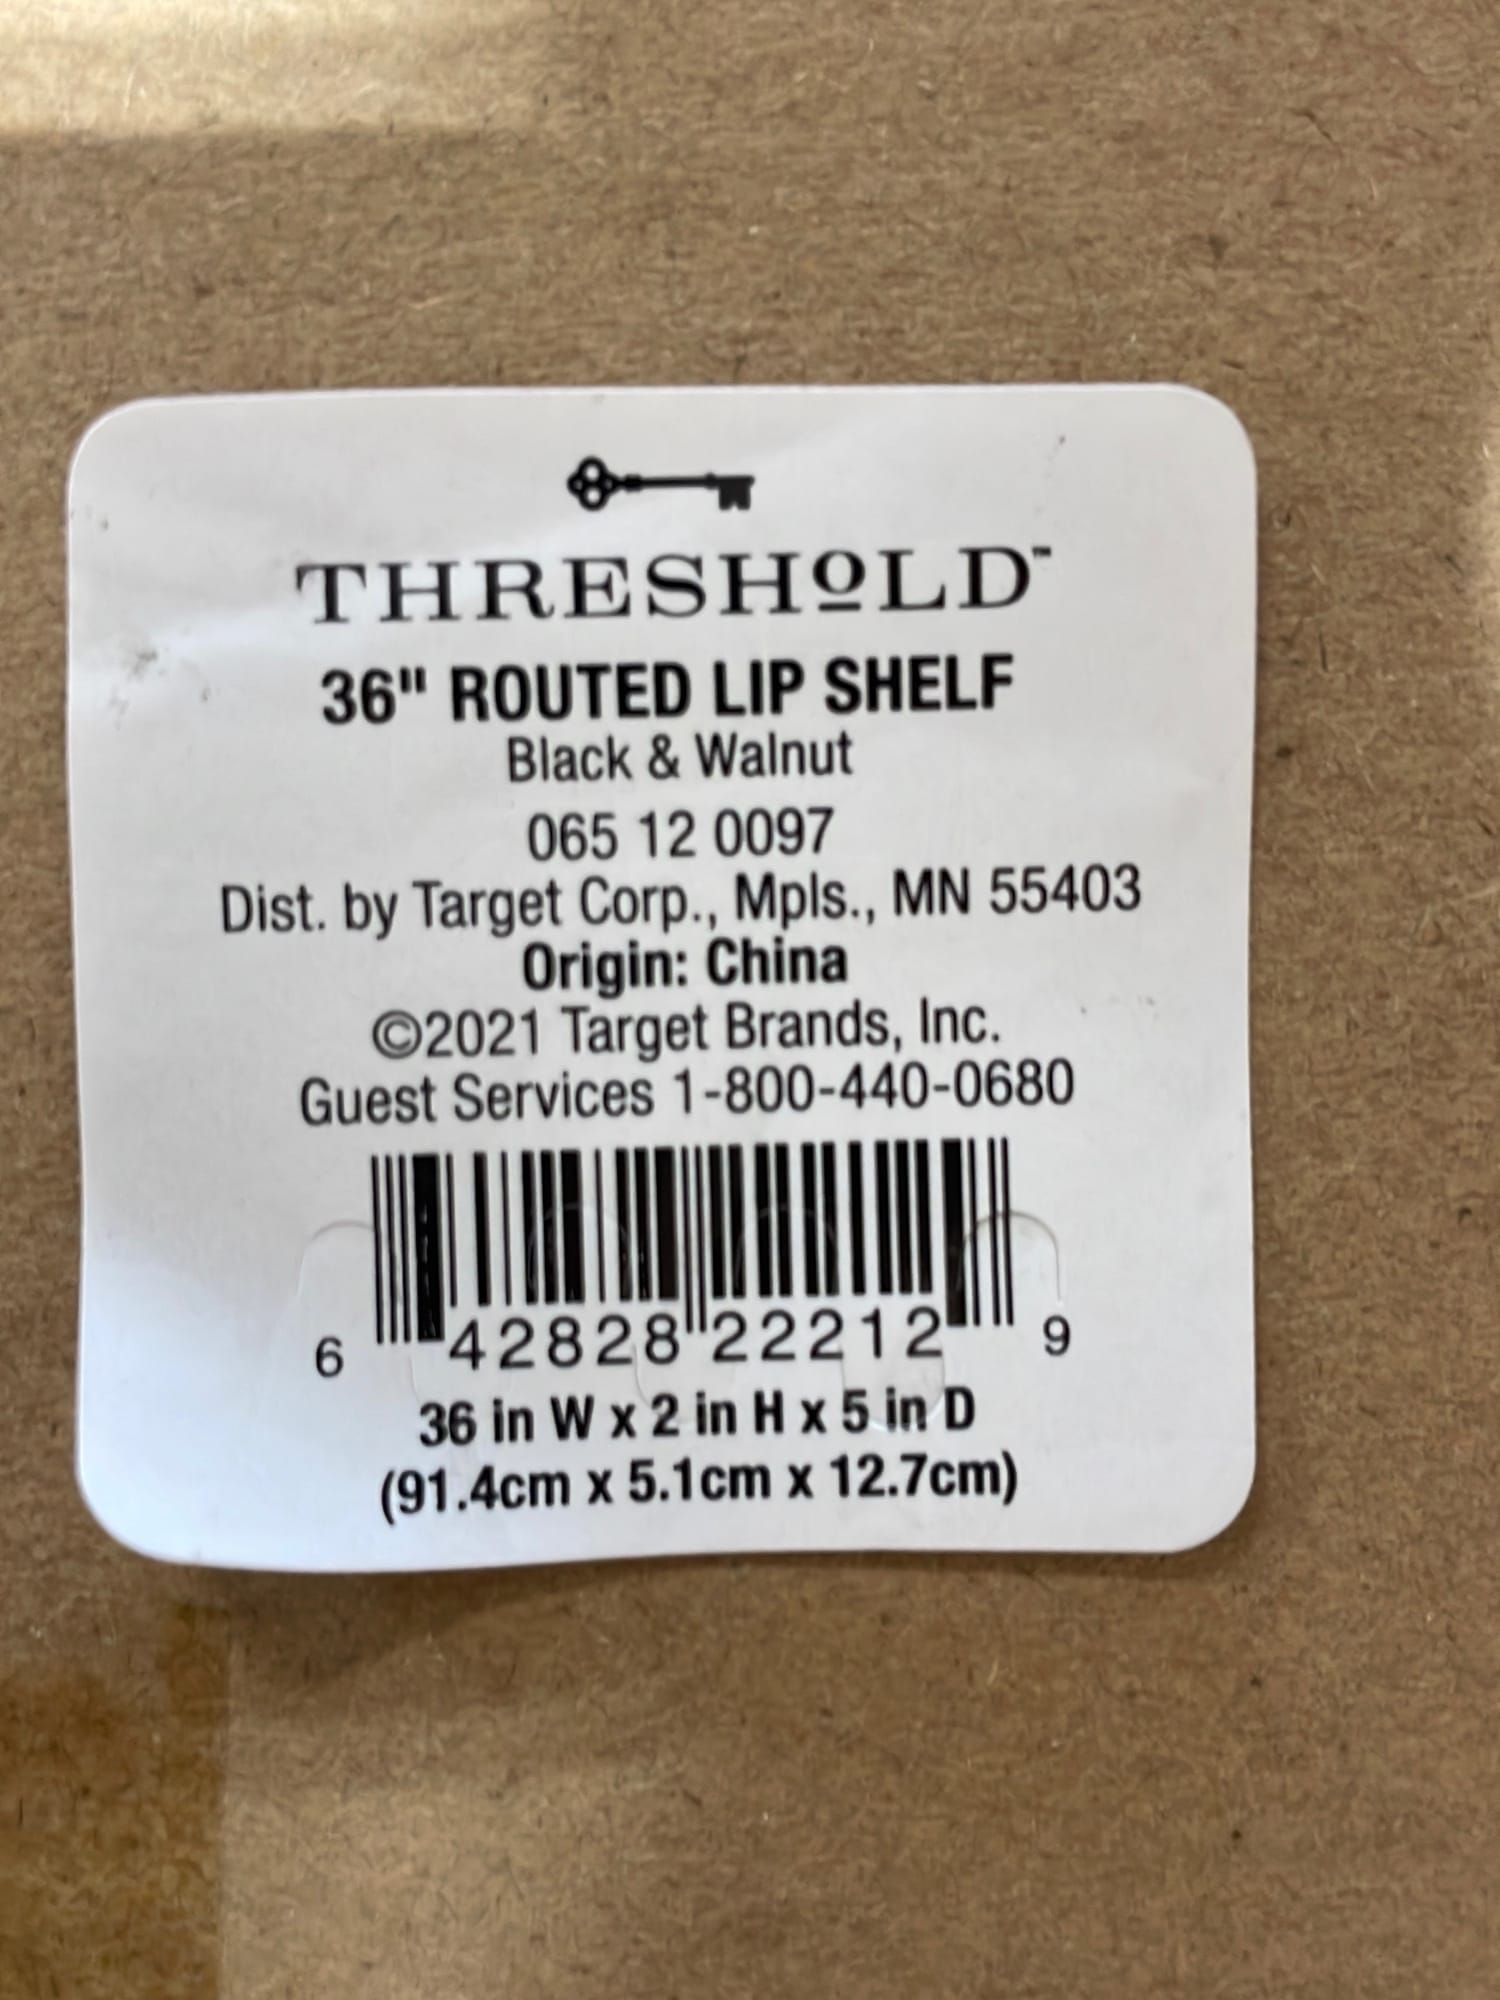 THRESHOLD™
36" ROUTED LIP SHELF
Black & Walnut
065 12 0097
Dist. by Target Corp., Mpls., MN 55403
Origin: China
©2021 Target Brands, Inc.
Guest Services 1-800-440-0680
6 42828 22212 9
36 in W x 2 in H x 5 in D
(91.4cm x 5.1cm x 12.7cm)